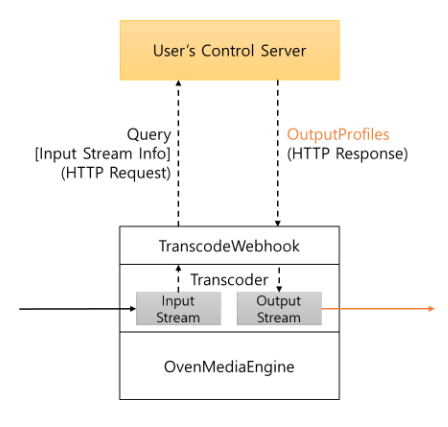 User's Control Server
Query
[Input Stream Info]
(HTTP Request)
OutputProfiles
(HTTP Response)
TranscodeWebhook
Transcoder
Input
Stream
Output
Stream
OvenMediaEngine